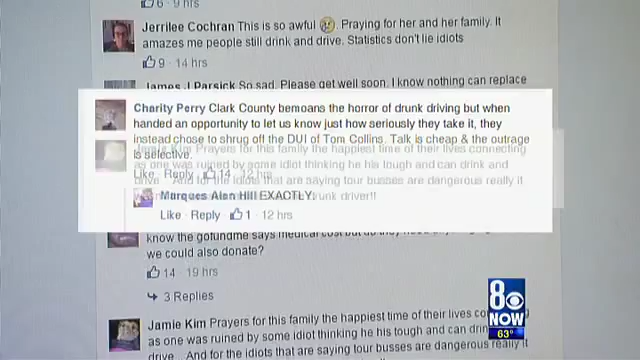 6 · 9 hrs
Jerrilee Cochran This is so awful 😢. Praying for her and her family. It
amazes me people still drink and drive. Statistics don't lie idiots
9 · 14 hrs
James J Parsick So sad. Please get well soon. I know nothing can replace
Charity Perry Clark County bemoans the horror of drunk driving but when
handed an opportunity to let us know just how seriously they take it, they
instead chose to shrug off the DUI of Tom Collins. Talk is cheap & the outrage
is selective.
Jamie Kim Prayers for this family the happiest time of their lives connecting
as one was ruined by some idiot thinking he his tough and can drink and
drive... And for the idiots that are saying tour busses are dangerous really it
drunk driver!!
Like · Reply · 14 · 12 hrs
Marques Alan Hill EXACTLY.
Like · Reply · 1 · 12 hrs
know the gofundme says medical cost but do they need
we could also donate?
14 · 19 hrs
3 Replies
Jamie Kim Prayers for this family the happiest time of their lives
as one was ruined by some idiot thinking he his tough and can
drive... And for the idiots that are saying tour busses are dangerous really it
8 NOW
63°